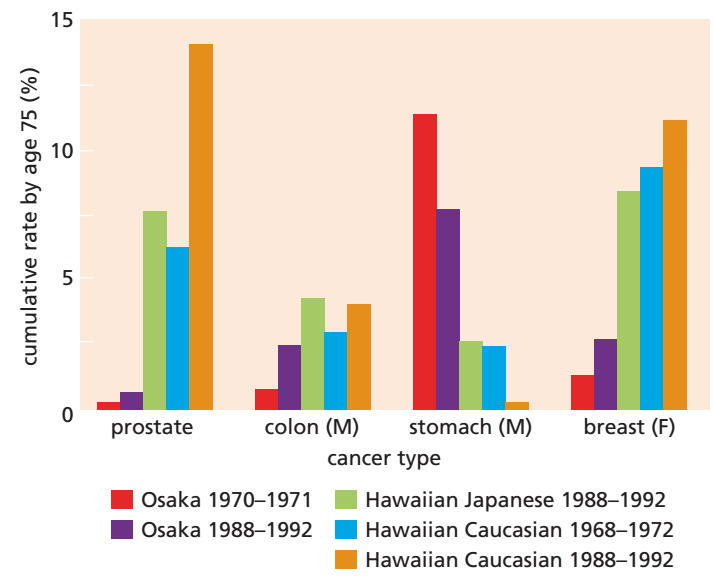 15
10
5
0
cumulative rate by age 75 (%)
prostate
colon (M)
stomach (M)
breast (F)
cancer type
Osaka 1970–1971
Osaka 1988–1992
Hawaiian Japanese 1988–1992
Hawaiian Caucasian 1968–1972
Hawaiian Caucasian 1988–1992